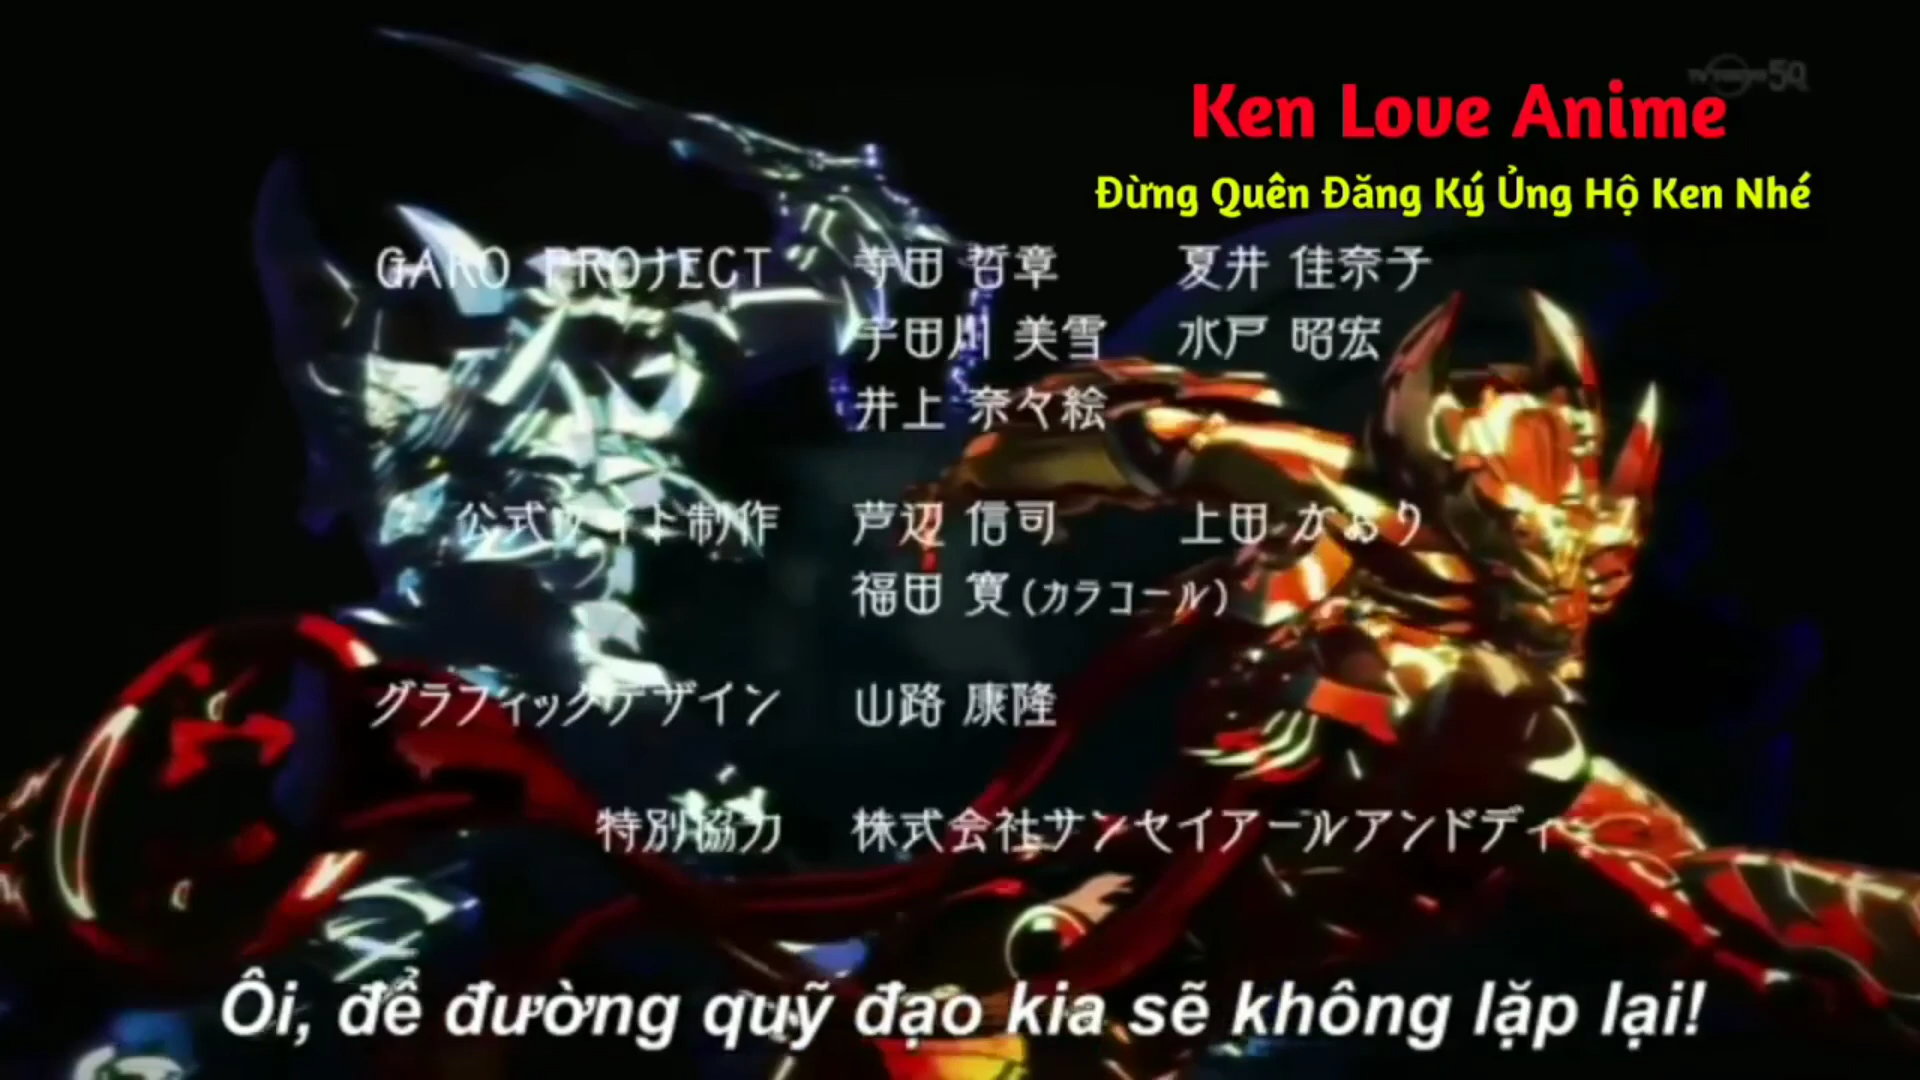 Ken Love Anime
Đừng Quên Đăng Ký Ủng Hộ Ken Nhé
GARO PROJECT 寺田 哲章 夏井 佳奈子
宇田川 美雪 水戸 昭宏
井上 奈々絵
公式サイト制作 芦辺 信司 上田 かおり
福田 寛(カラコール)
グラフィックデザイン 山路 康隆
特別協力 株式会社サンセイアールアンドディ
Ôi, để đường quỹ đạo kia sẽ không lặp lại!